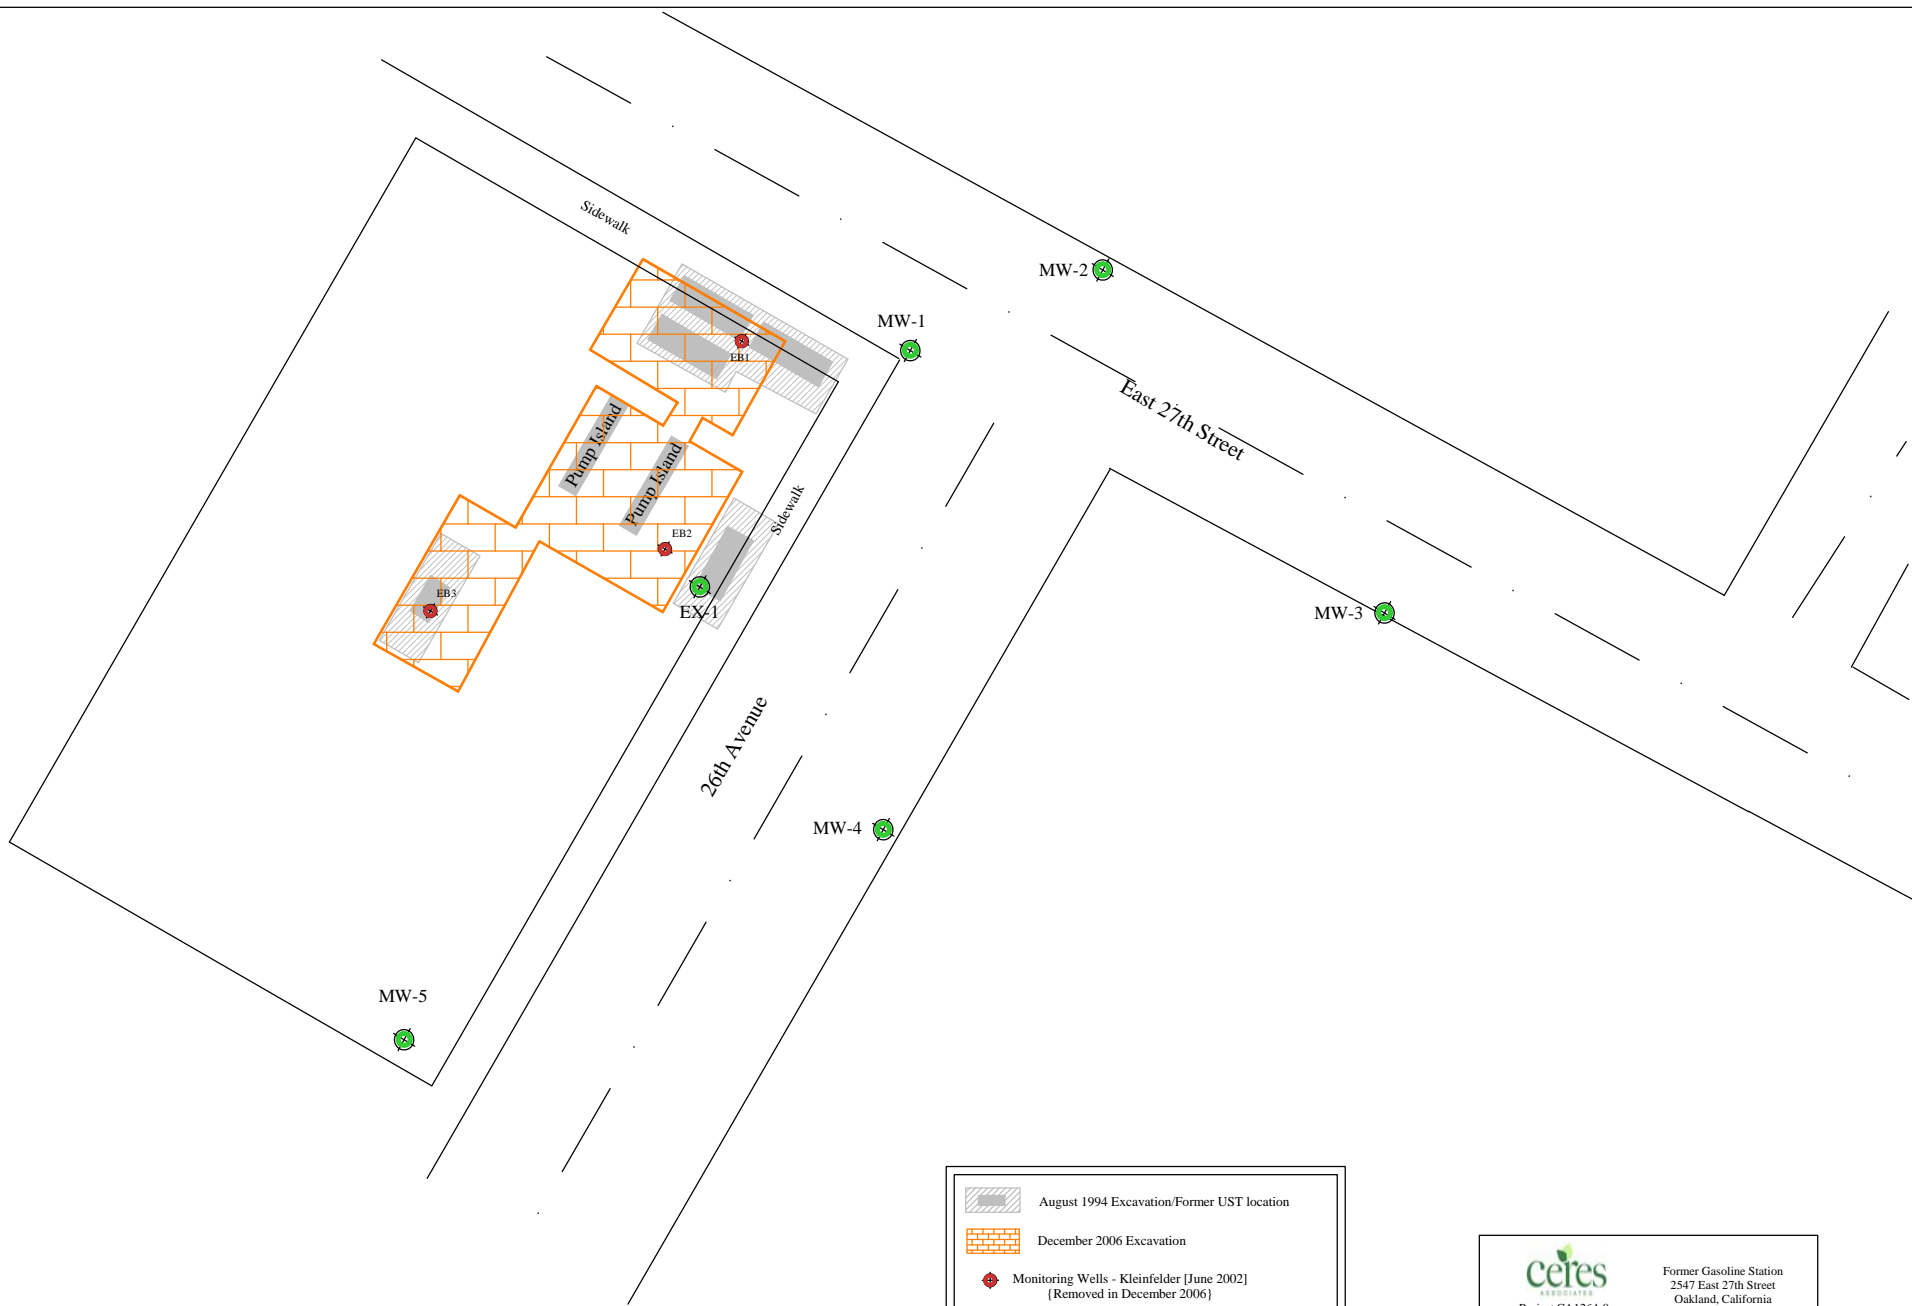 Sidewalk
MW-2
MW-1
EB1
East 27th Street
Pump Island
Pump Island
Sidewalk
EB2
EB3
EX-1
MW-3
26th Avenue
MW-4
MW-5
August 1994 Excavation/Former UST location
December 2006 Excavation
Monitoring Wells - Kleinfelder [June 2002]
{Removed in December 2006}
ceres
ASSOCIATES
Former Gasoline Station
2547 East 27th Street
Oakland, California